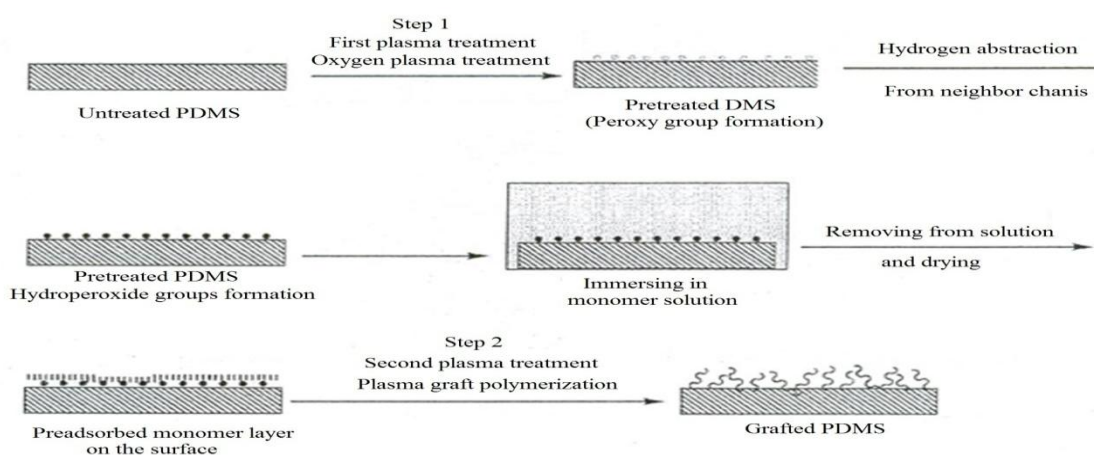 Step 1
First plasma treatment
Oxygen plasma treatment
Untreated PDMS
Pretreated DMS
(Peroxy group formation)
Hydrogen abstraction
From neighbor chanis
Pretreated PDMS
Hydroperoxide groups formation
Immersing in
monomer solution
Removing from solution
and drying
Step 2
Second plasma treatment
Plasma graft polymerization
Preadsorbed monomer layer
on the surface
Grafted PDMS